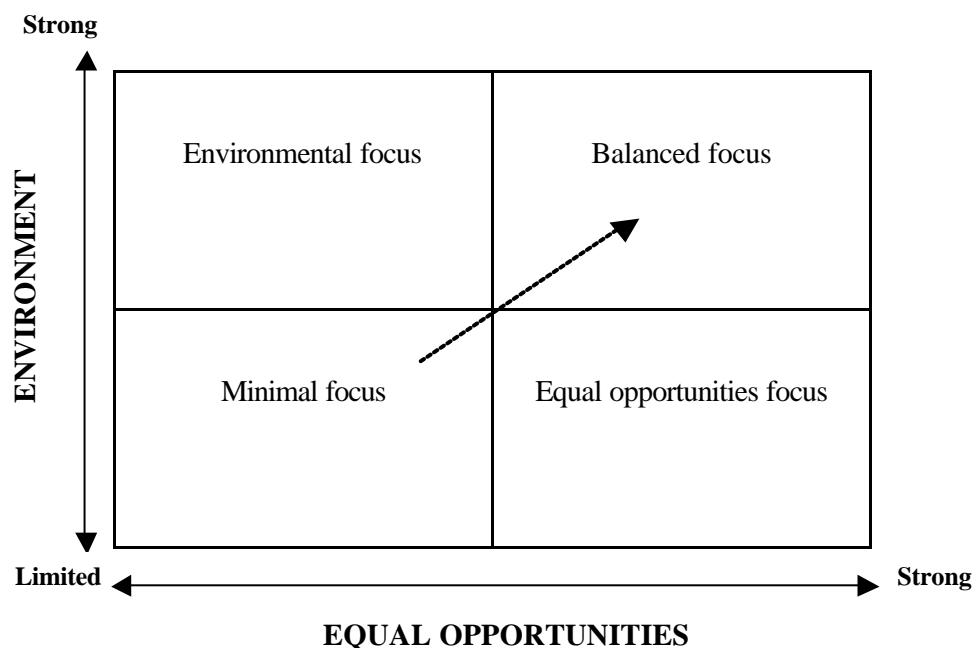 Strong
Environmental focus
Balanced focus
ENVIRONMENT
Minimal focus
Equal opportunities focus
Limited
Strong
EQUAL OPPORTUNITIES